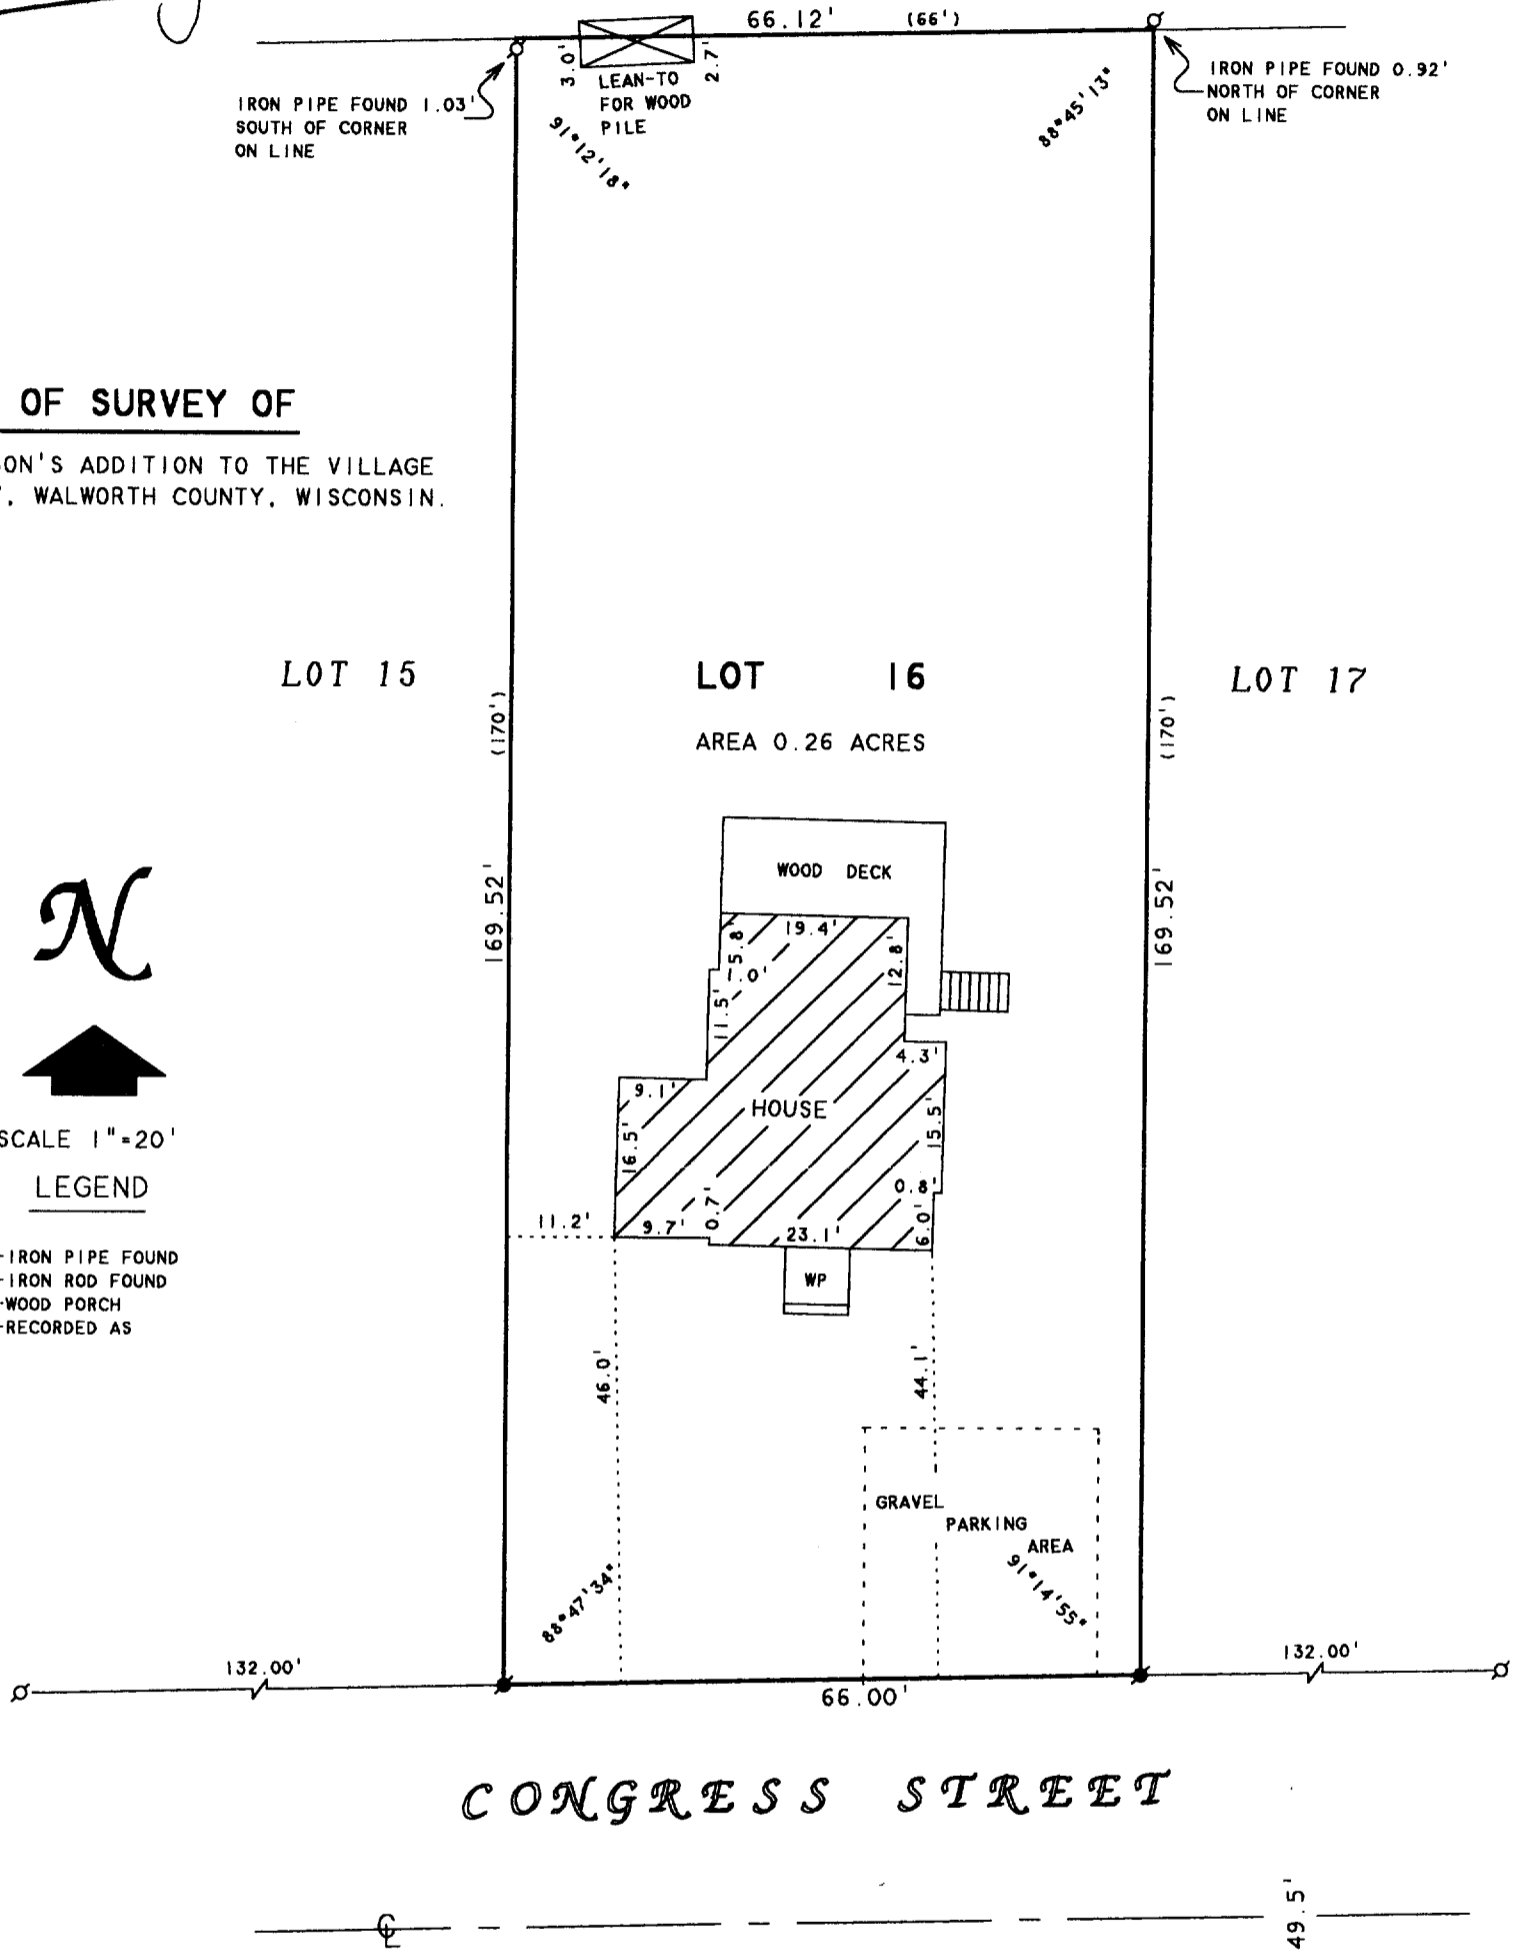 66.12' (66')
3.0'
LEAN-TO
FOR WOOD
PILE
2.7'
IRON PIPE FOUND 1.03'
SOUTH OF CORNER
ON LINE
91°12'18"
88°45'13"
IRON PIPE FOUND 0.92'
NORTH OF CORNER
ON LINE
OF SURVEY OF
ON'S ADDITION TO THE VILLAGE
, WALWORTH COUNTY, WISCONSIN.
LOT 15
LOT 16
LOT 17
AREA 0.26 ACRES
(170')
(170')
169.52'
169.52'
N
SCALE 1"=20'
LEGEND
-IRON PIPE FOUND
-IRON ROD FOUND
-WOOD PORCH
-RECORDED AS
WOOD DECK
19.4'
5.8'
12.8'
11.5'
4.3'
9.1'
HOUSE
15.5'
16.5'
0.8'
0.7'
6.0'
11.2'
9.7'
23.1'
WP
46.0'
44.1'
GRAVEL
PARKING
AREA
88°47'34"
91°14'55"
132.00'
132.00'
66.00'
CONGRESS STREET
CL
49.5'